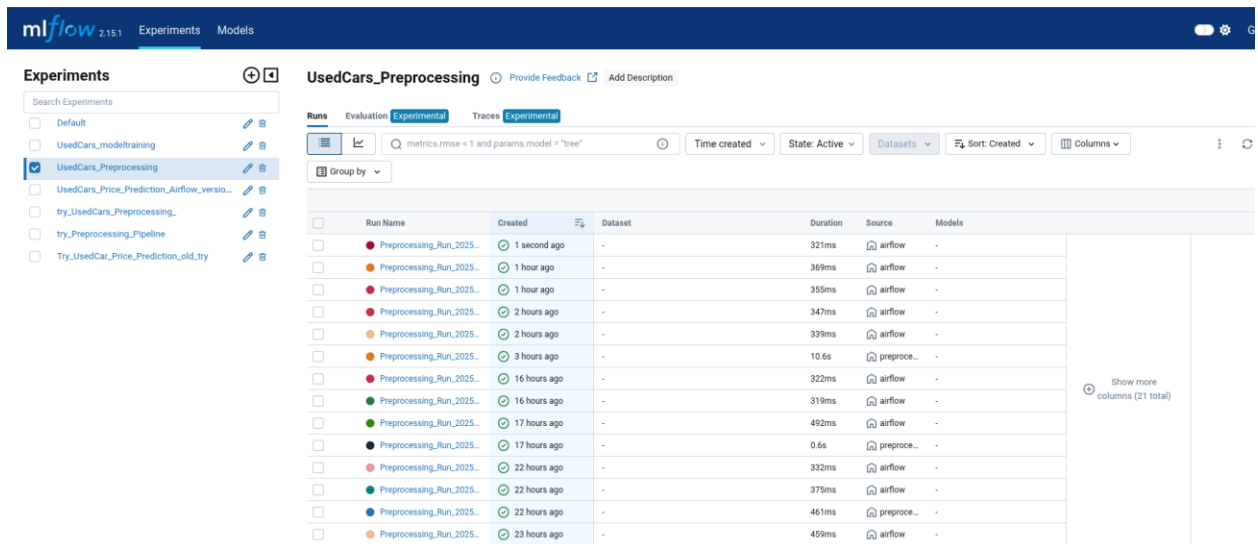 mlflow 2.15.1 Experiments Models G
Experiments
Search Experiments
Default
UsedCars_modeltraining
UsedCars_Preprocessing
UsedCars_Price_Prediction_Airflow_versio...
try_UsedCars_Preprocessing_
try_Preprocessing_Pipeline
Try_UsedCar_Price_Prediction_old_try
UsedCars_Preprocessing Provide Feedback Add Description
Runs Evaluation Experimental Traces Experimental
metrics.rmse < 1 and params.model = "tree" Time created State: Active Datasets Sort: Created Columns
Group by
Run Name Created Dataset Duration Source Models
Preprocessing_Run_2025... 1 second ago - 321ms airflow -
Preprocessing_Run_2025... 1 hour ago - 369ms airflow -
Preprocessing_Run_2025... 1 hour ago - 355ms airflow -
Preprocessing_Run_2025... 2 hours ago - 347ms airflow -
Preprocessing_Run_2025... 2 hours ago - 339ms airflow -
Preprocessing_Run_2025... 3 hours ago - 10.6s preproce... -
Preprocessing_Run_2025... 16 hours ago - 322ms airflow -
Preprocessing_Run_2025... 16 hours ago - 319ms airflow -
Preprocessing_Run_2025... 17 hours ago - 492ms airflow -
Preprocessing_Run_2025... 17 hours ago - 0.6s preproce... -
Preprocessing_Run_2025... 22 hours ago - 332ms airflow -
Preprocessing_Run_2025... 22 hours ago - 375ms airflow -
Preprocessing_Run_2025... 22 hours ago - 461ms preproce... -
Preprocessing_Run_2025... 23 hours ago - 459ms airflow -
Show more
columns (21 total)